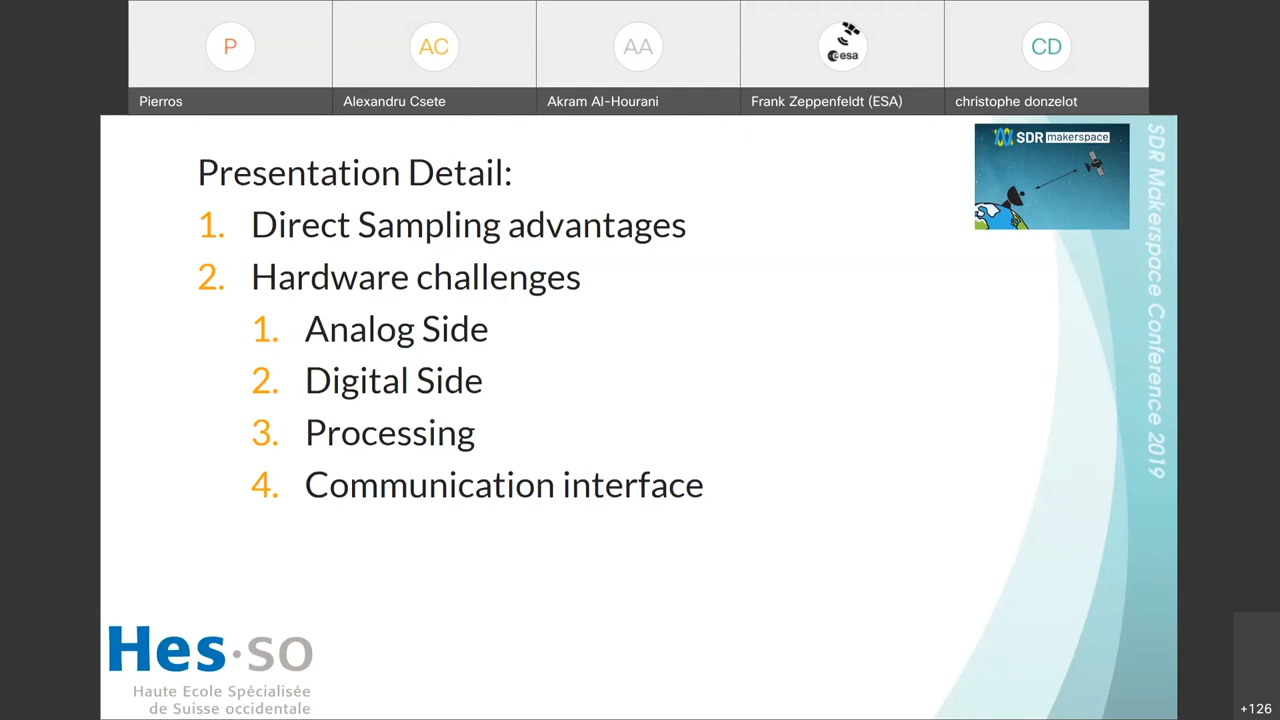 P
AC
AA
esa
CD
Pierros
Alexandru Csete
Akram Al-Hourani
Frank Zeppenfeldt (ESA)
christophe donzelot
SDR makerspace
Presentation Detail:
1. Direct Sampling advantages
2. Hardware challenges
1. Analog Side
2. Digital Side
3. Processing
4. Communication interface
SDR Makerspace Conference 2019
Hes·so
Haute Ecole Spécialisée
de Suisse occidentale
+126